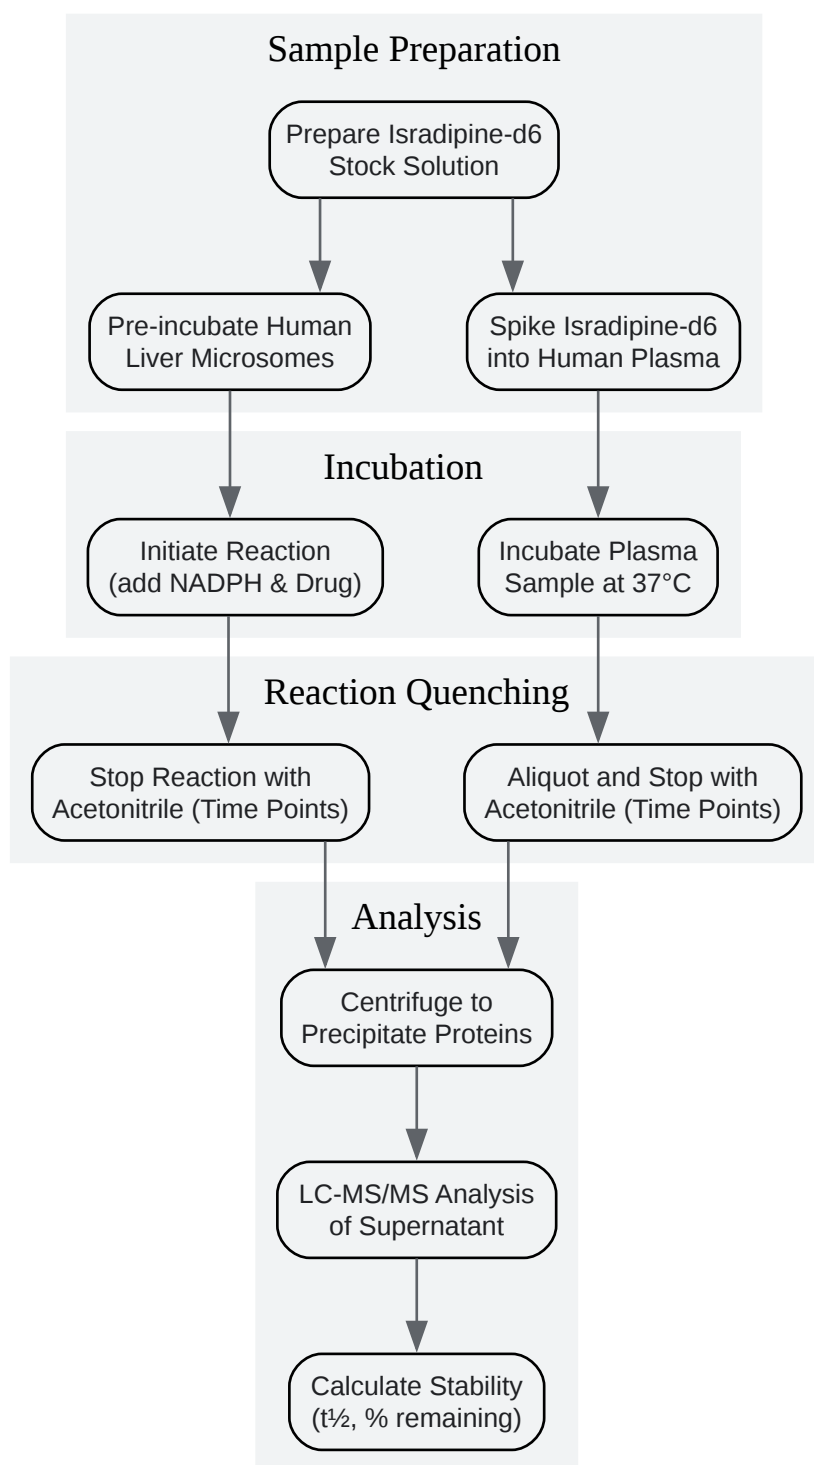 Sample Preparation
Prepare Isradipine-d6
Stock Solution
Pre-incubate Human
Liver Microsomes
Spike Isradipine-d6
into Human Plasma
Incubation
Initiate Reaction
(add NADPH & Drug)
Incubate Plasma
Sample at 37°C
Reaction Quenching
Stop Reaction with
Acetonitrile (Time Points)
Aliquot and Stop with
Acetonitrile (Time Points)
Analysis
Centrifuge to
Precipitate Proteins
LC-MS/MS Analysis
of Supernatant
Calculate Stability
(t½, % remaining)